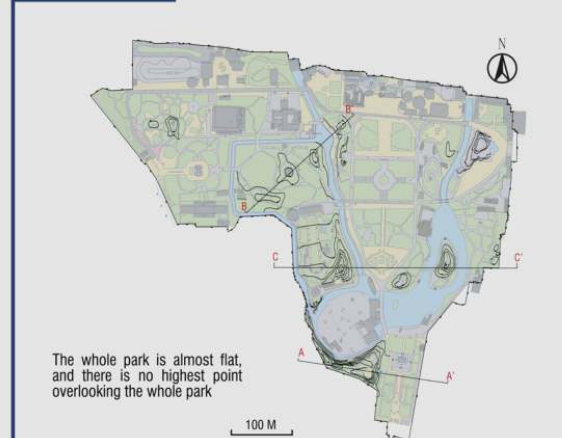 N
B'
B
C
C'
A
A'
The whole park is almost flat,
and there is no highest point
overlooking the whole park
100 M